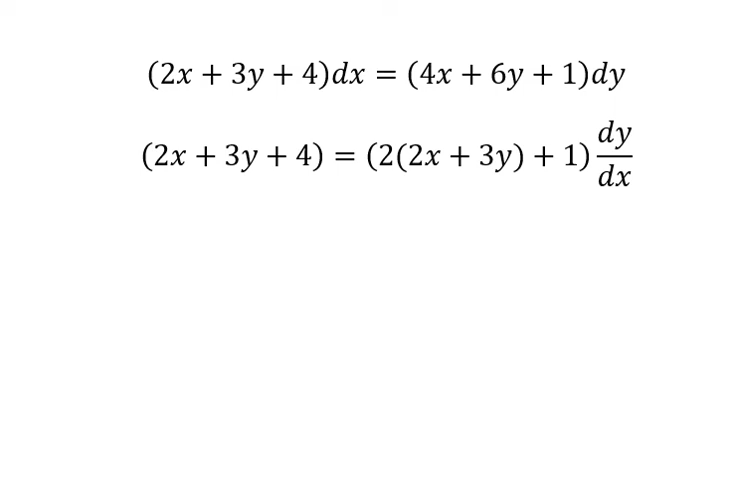 (2x + 3y + 4)dx = (4x + 6y + 1)dy
(2x + 3y + 4) = (2(2x + 3y) + 1) dy/dx